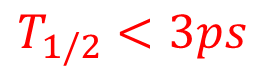 T₁/₂ < 3ps